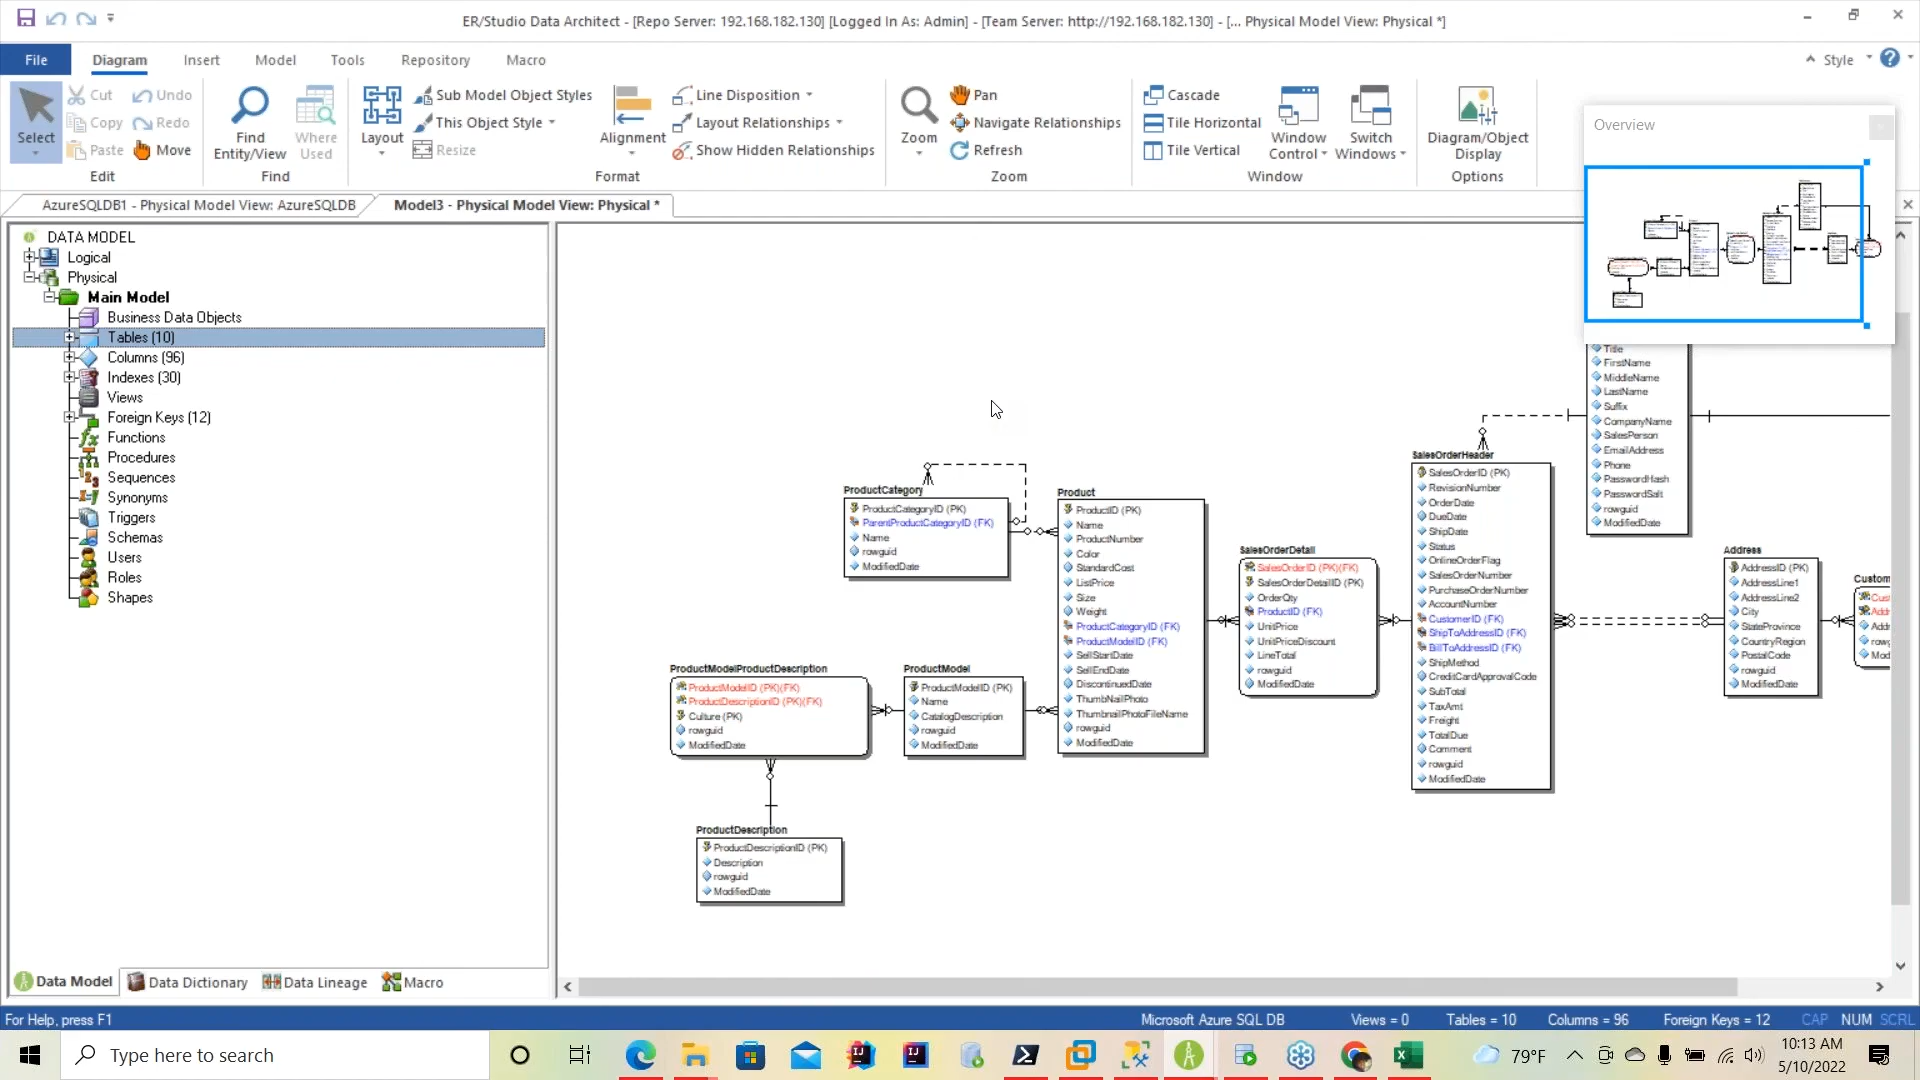 ER/Studio Data Architect - [Repo Server: 192.168.182.130] [Logged In As: Admin] - [Team Server: http://192.168.182.130] - [... Physical Model View: Physical *]
File
Diagram
Insert
Model
Tools
Repository
Macro
Style
Select
Cut
Copy
Paste
Undo
Redo
Move
Edit
Find
Entity/View
Where
Used
Find
Layout
Sub Model Object Styles
This Object Style
Resize
Alignment
Line Disposition
Layout Relationships
Show Hidden Relationships
Format
Zoom
Pan
Navigate Relationships
Refresh
Zoom
Cascade
Tile Horizontal
Tile Vertical
Window
Control
Switch
Windows
Window
Diagram/Object
Display
Options
Overview
AzureSQLDB1 - Physical Model View: AzureSQLDB
Model3 - Physical Model View: Physical *
DATA MODEL
Logical
Physical
Main Model
Business Data Objects
Tables (10)
Columns (96)
Indexes (30)
Views
Foreign Keys (12)
Functions
Procedures
Sequences
Synonyms
Triggers
Schemas
Users
Roles
Shapes
Data Model
Data Dictionary
Data Lineage
Macro
ProductCategory
ProductCategoryID (PK)
ParentProductCategoryID (FK)
Name
rowguid
ModifiedDate
Product
ProductID (PK)
Name
ProductNumber
Color
StandardCost
ListPrice
Size
Weight
ProductCategoryID (FK)
ProductModelID (FK)
SellStartDate
SellEndDate
DiscontinuedDate
ThumbNailPhoto
ThumbnailPhotoFileName
rowguid
ModifiedDate
ProductModelProductDescription
ProductModelID (PK)(FK)
ProductDescriptionID (PK)(FK)
Culture (PK)
rowguid
ModifiedDate
ProductModel
ProductModelID (PK)
Name
CatalogDescription
rowguid
ModifiedDate
ProductDescription
ProductDescriptionID (PK)
Description
rowguid
ModifiedDate
SalesOrderDetail
SalesOrderID (PK)(FK)
SalesOrderDetailID (PK)
OrderQty
ProductID (FK)
UnitPrice
UnitPriceDiscount
LineTotal
rowguid
ModifiedDate
SalesOrderHeader
SalesOrderID (PK)
RevisionNumber
OrderDate
DueDate
ShipDate
Status
OnlineOrderFlag
SalesOrderNumber
PurchaseOrderNumber
AccountNumber
CustomerID (FK)
ShipToAddressID (FK)
BillToAddressID (FK)
ShipMethod
CreditCardApprovalCode
SubTotal
TaxAmt
Freight
TotalDue
Comment
rowguid
ModifiedDate
Title
FirstName
MiddleName
LastName
Suffix
CompanyName
SalesPerson
EmailAddress
Phone
PasswordHash
PasswordSalt
rowguid
ModifiedDate
Address
AddressID (PK)
AddressLine1
AddressLine2
City
StateProvince
CountryRegion
PostalCode
rowguid
ModifiedDate
Custom
Cust
Addr
Addr
rowg
Mod
For Help, press F1
Microsoft Azure SQL DB
Views = 0
Tables = 10
Columns = 96
Foreign Keys = 12
CAP
NUM
SCRL
Type here to search
79°F
10:13 AM
5/10/2022